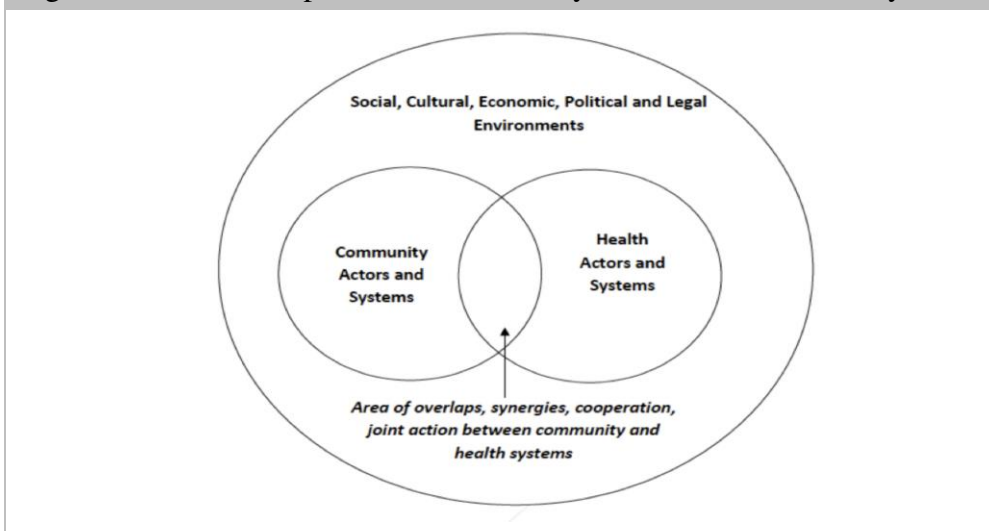 Social, Cultural, Economic, Political and Legal
Environments
Community
Actors and
Systems
Health
Actors and
Systems
Area of overlaps, synergies, cooperation,
joint action between community and
health systems